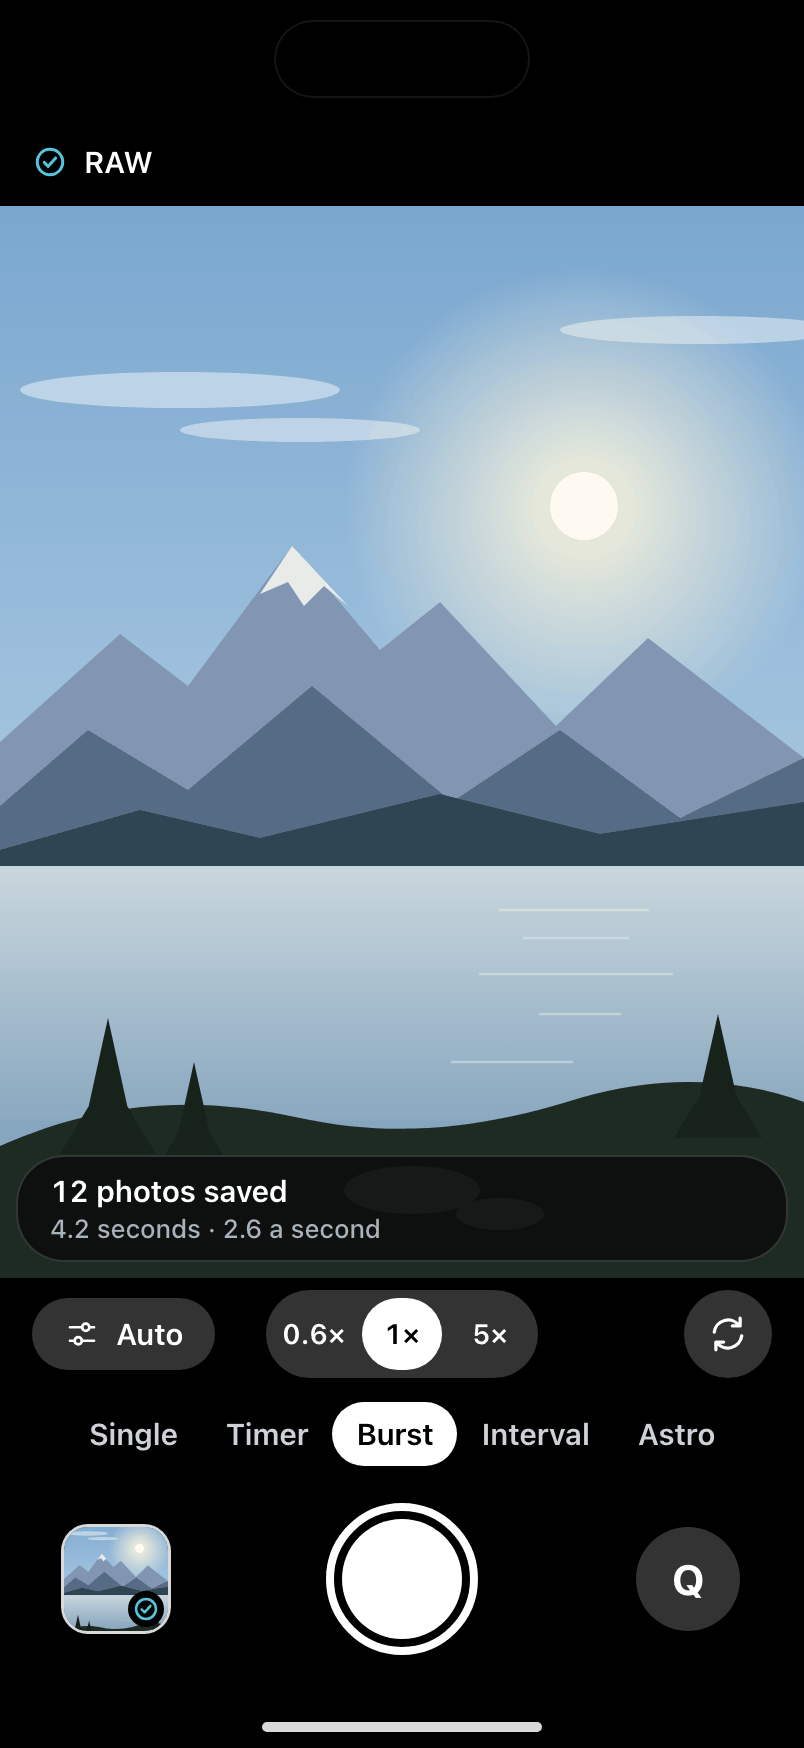 RAW
12 photos saved
4.2 seconds · 2.6 a second
Auto
0.6× 1× 5×
Single Timer Burst Interval Astro
Q